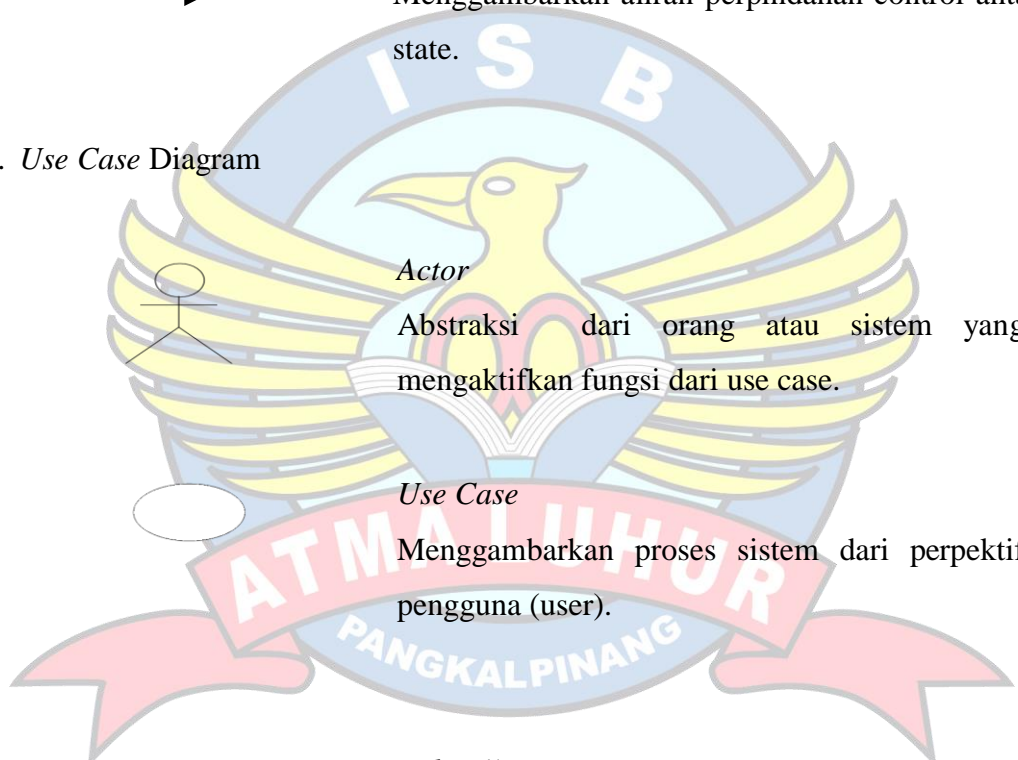 Menggambarkan aliran perpindahan control
state.
. Use Case Diagram
Actor
Abstraksi dari orang atau sistem yang
mengaktifkan fungsi dari use case.
Use Case
Menggambarkan proses sistem dari perpektif
pengguna (user).
I S B
ATMA LUHUR
PANGKALPINANG